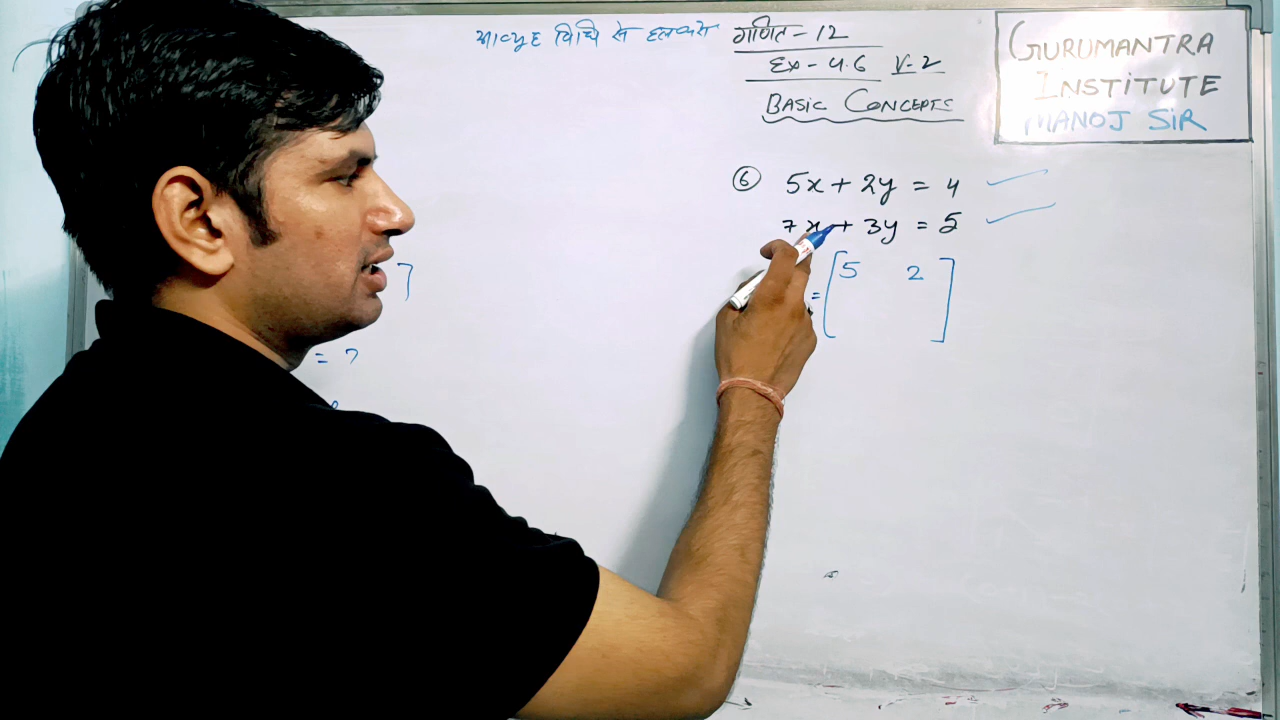 आव्यूह विधि से हल करो
गणित - 12
Ex - 4.6 V-2
BASIC CONCEPTS
GURUMANTRA
INSTITUTE
MANOJ SIR
⑥ 5x + 2y = 4
7x + 3y = 5
= [5 2]
= ?